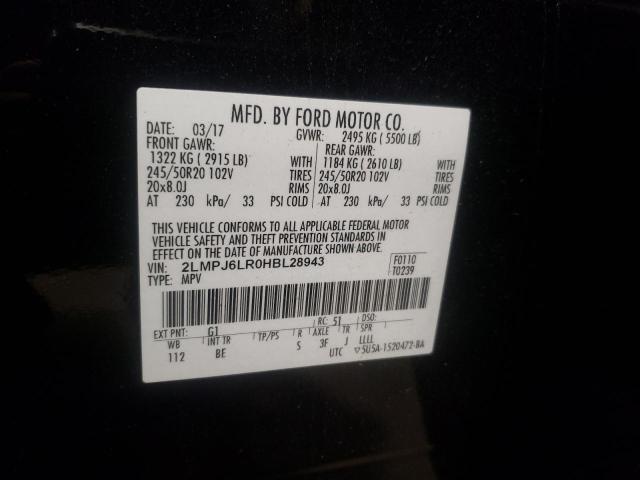 MFD. BY FORD MOTOR CO.
DATE: 03/17 GVWR: 2495 KG ( 5500 LB)
FRONT GAWR: REAR GAWR:
1322 KG ( 2915 LB) WITH 1184 KG ( 2610 LB) WITH
245/50R20 102V TIRES 245/50R20 102V TIRES
20x8.0J RIMS 20x8.0J RIMS
AT 230 kPa/ 33 PSI COLD AT 230 kPa/ 33 PSI COLD
THIS VEHICLE CONFORMS TO ALL APPLICABLE FEDERAL MOTOR
VEHICLE SAFETY AND THEFT PREVENTION STANDARDS IN
EFFECT ON THE DATE OF MANUFACTURE SHOWN ABOVE.
VIN: 2LMPJ6LR0HBL28943 F0110
TYPE: MPV T0239
EXT PNT: G1 RC: 51 DSO:
WB INT TR TP/PS R AXLE TR SPR
112 BE S 3F J LLLL
UTC 5U5A-1520472-BA